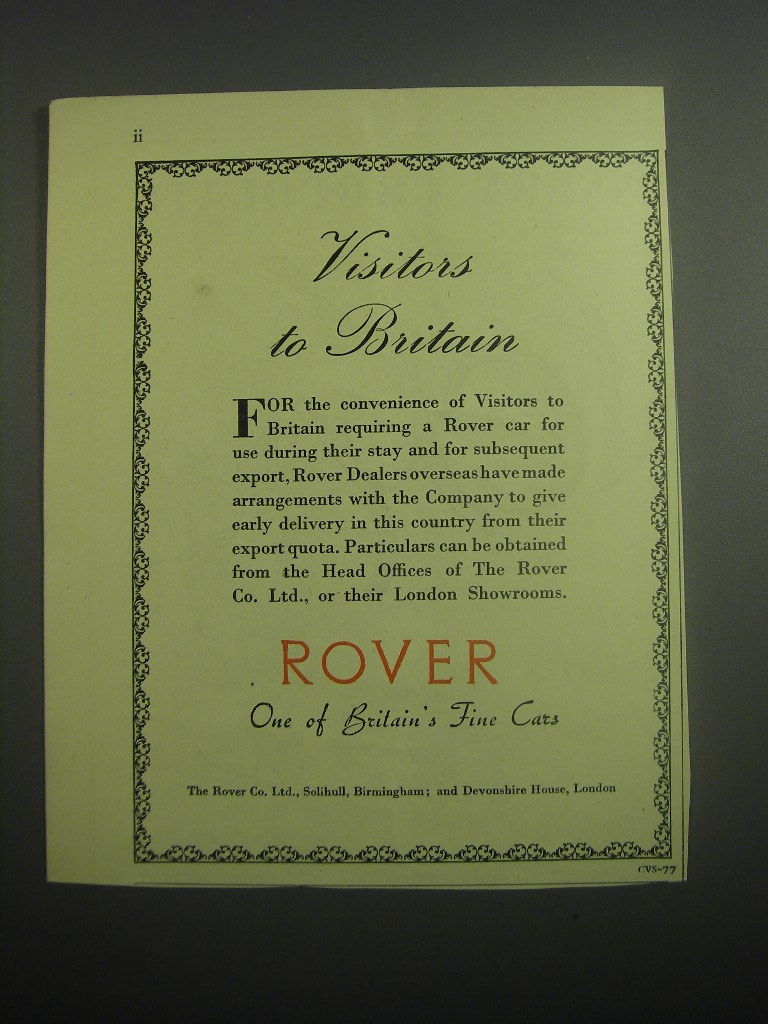 ii
Visitors
to Britain
FOR the convenience of Visitors to
Britain requiring a Rover car for
use during their stay and for subsequent
export, Rover Dealers overseas have made
arrangements with the Company to give
early delivery in this country from their
export quota. Particulars can be obtained
from the Head Offices of The Rover
Co. Ltd., or their London Showrooms.
ROVER
One of Britain's Fine Cars
The Rover Co. Ltd., Solihull, Birmingham; and Devonshire House, London
CVS-77